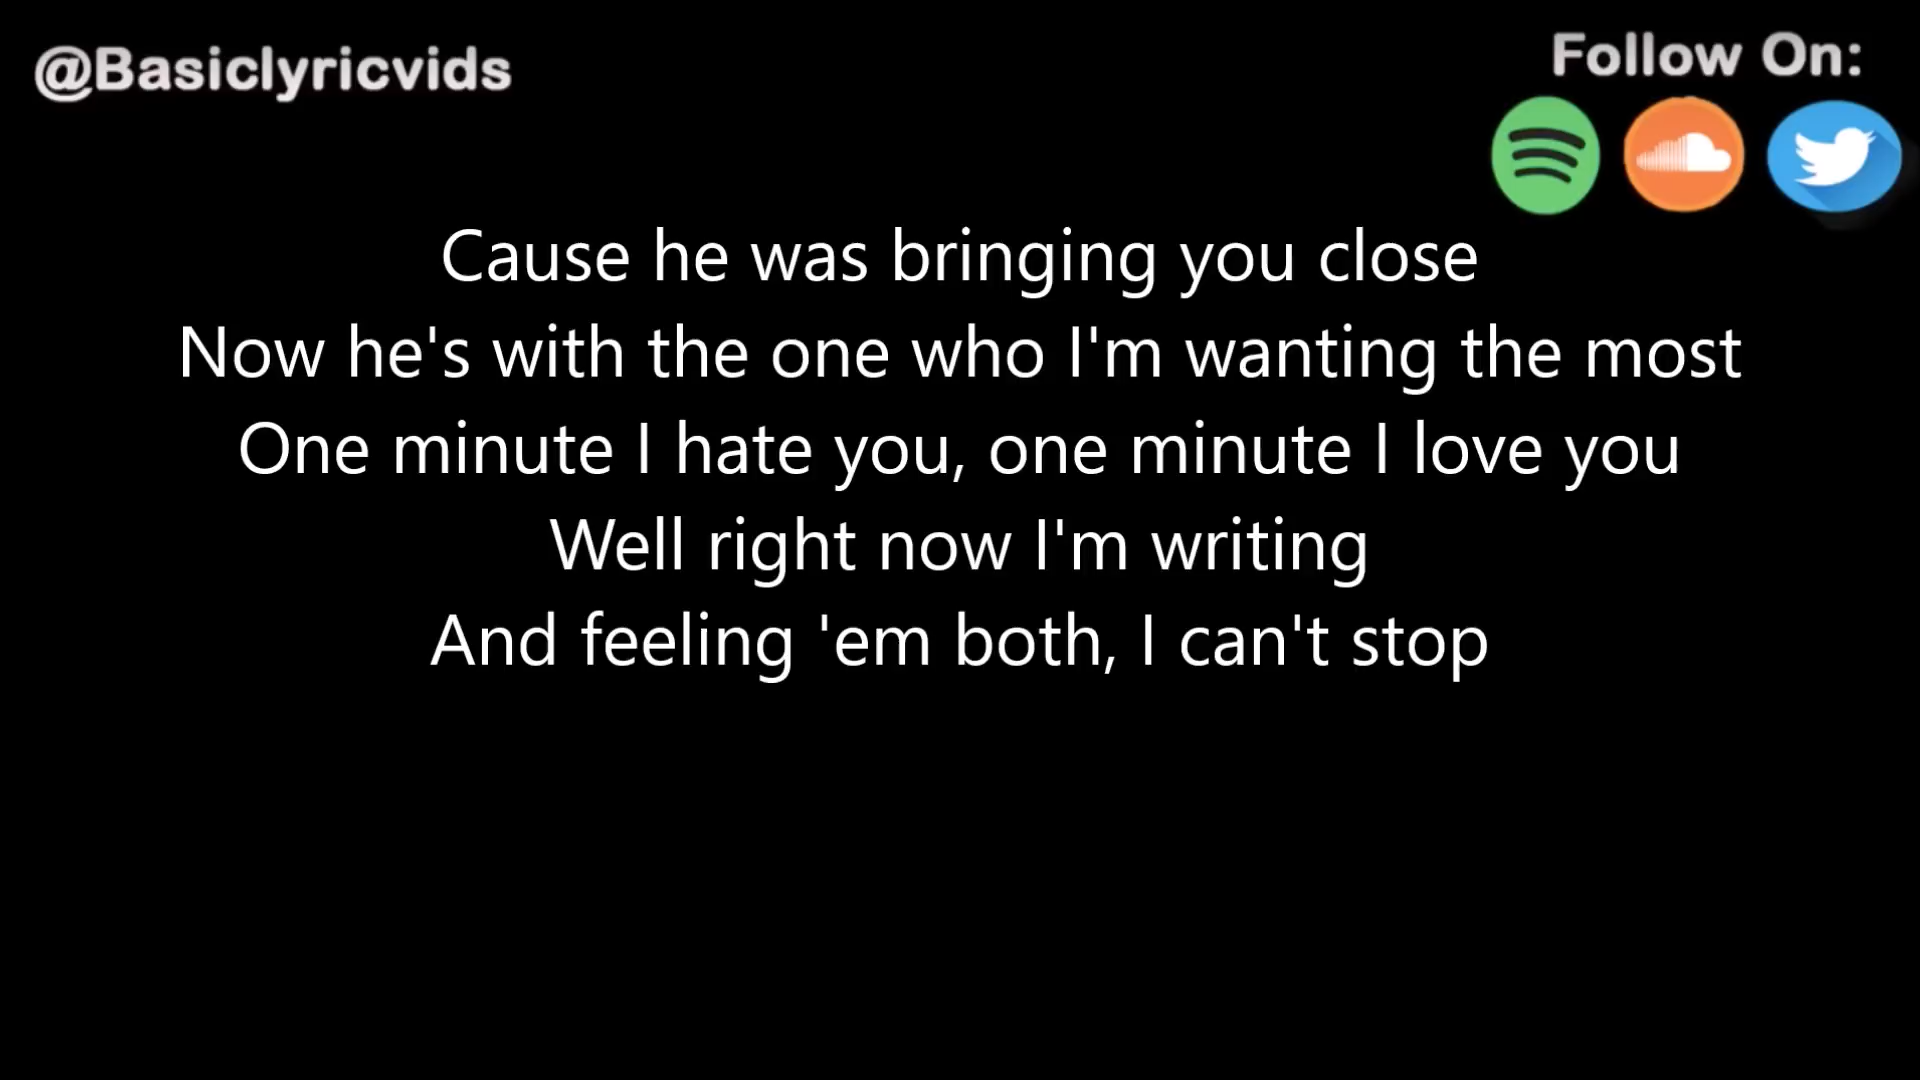 @Basiclyricvids
Follow On:
Cause he was bringing you close
Now he's with the one who I'm wanting the most
One minute I hate you, one minute I love you
Well right now I'm writing
And feeling 'em both, I can't stop